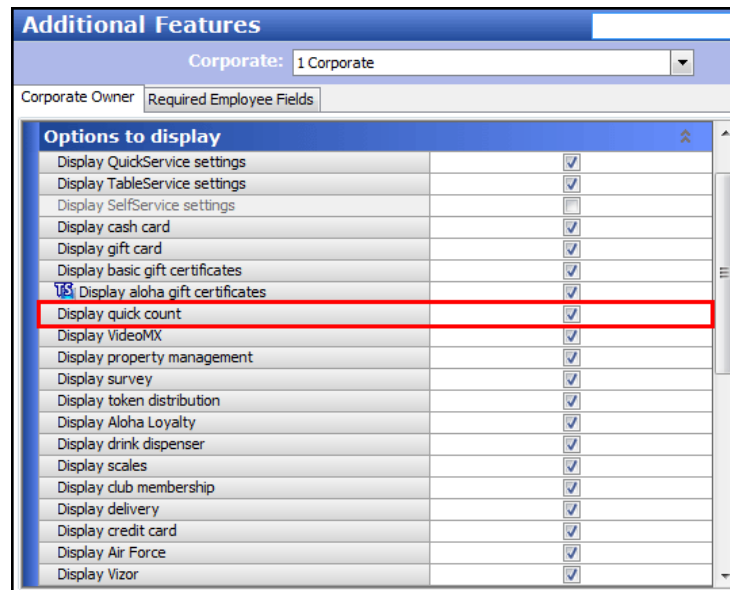 Additional Features
Corporate: 1 Corporate
Corporate Owner Required Employee Fields
Options to display
Display QuickService settings
Display TableService settings
Display SelfService settings
Display cash card
Display gift card
Display basic gift certificates
TS Display aloha gift certificates
Display quick count
Display VideoMX
Display property management
Display survey
Display token distribution
Display Aloha Loyalty
Display drink dispenser
Display scales
Display club membership
Display delivery
Display credit card
Display Air Force
Display Vizor